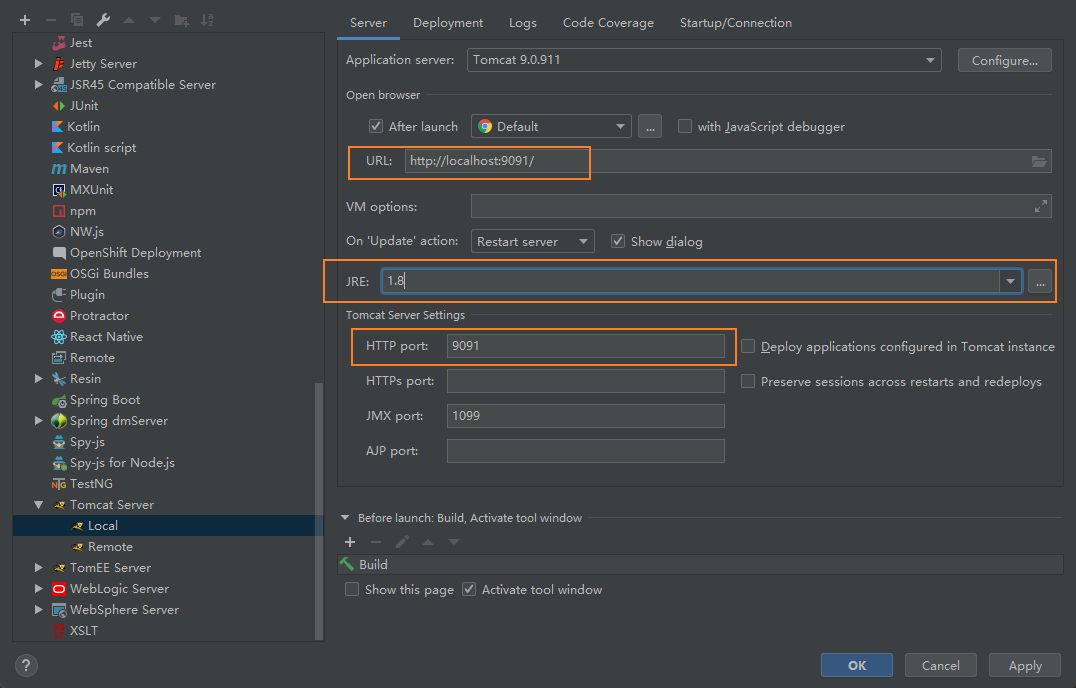 Server
Deployment
Logs
Code Coverage
Startup/Connection
Jest
Jetty Server
JSR45 Compatible Server
JUnit
Kotlin
Kotlin script
Maven
MXUnit
npm
NW.js
OpenShift Deployment
OSGi Bundles
Plugin
Protractor
React Native
Remote
Resin
Spring Boot
Spring dmServer
Spy-js
Spy-js for Node.js
TestNG
Tomcat Server
Local
Remote
TomEE Server
WebLogic Server
WebSphere Server
XSLT
Application server: Tomcat 9.0.911 Configure...
Open browser
After launch Default ... with JavaScript debugger
URL: http://localhost:9091/
VM options:
On 'Update' action: Restart server Show dialog
JRE: 1.8 ...
Tomcat Server Settings
HTTP port: 9091 Deploy applications configured in Tomcat instance
HTTPs port: Preserve sessions across restarts and redeploys
JMX port: 1099
AJP port:
Before launch: Build, Activate tool window
Build
Show this page Activate tool window
? OK Cancel Apply